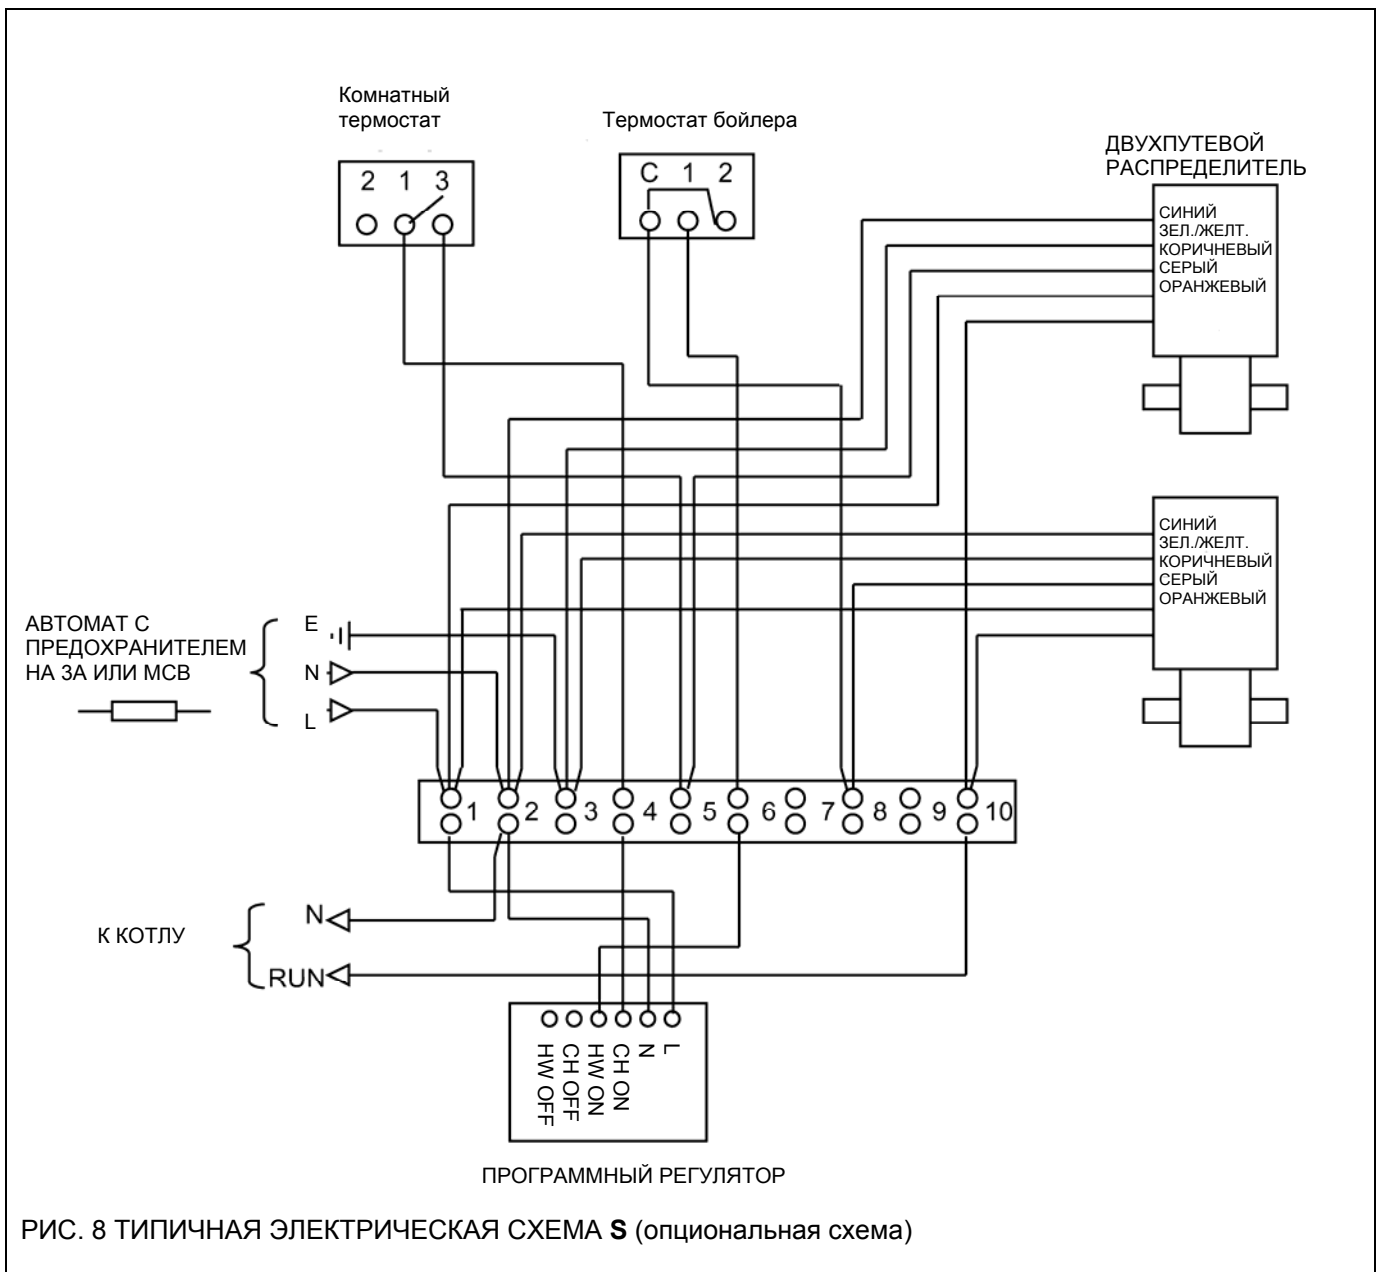 Комнатный
термостат
2 1 3
Термостат бойлера
C 1 2
ДВУХПУТЕВОЙ
РАСПРЕДЕЛИТЕЛЬ
СИНИЙ
ЗЕЛ./ЖЕЛТ.
КОРИЧНЕВЫЙ
СЕРЫЙ
ОРАНЖЕВЫЙ
СИНИЙ
ЗЕЛ./ЖЕЛТ.
КОРИЧНЕВЫЙ
СЕРЫЙ
ОРАНЖЕВЫЙ
АВТОМАТ С
ПРЕДОХРАНИТЕЛЕМ
НА 3А ИЛИ МСВ
E
N
L
1 2 3 4 5 6 7 8 9 10
К КОТЛУ
N
RUN
HW OFF
CH OFF
HW ON
CH ON
N
L
ПРОГРАММНЫЙ РЕГУЛЯТОР
РИС. 8 ТИПИЧНАЯ ЭЛЕКТРИЧЕСКАЯ СХЕМА S (опциональная схема)